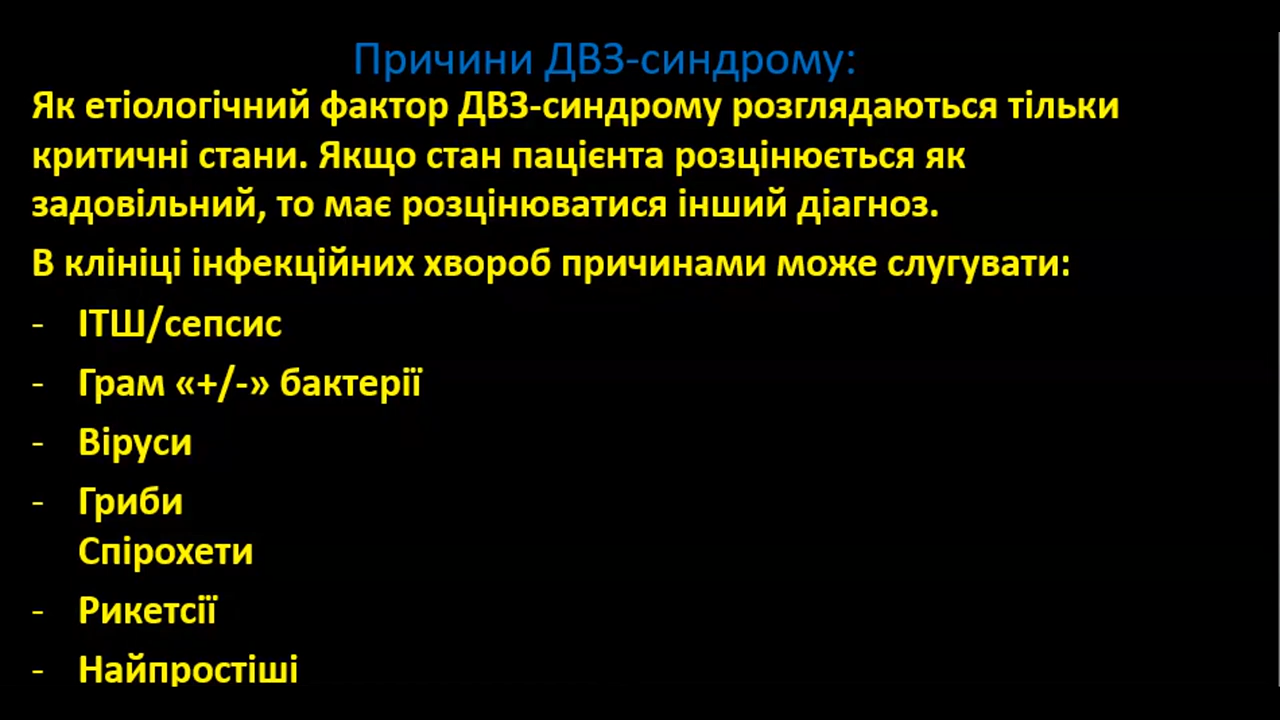 Причини ДВЗ-синдрому:
Як етіологічний фактор ДВЗ-синдрому розглядаються тільки
критичні стани. Якщо стан пацієнта розцінюється як
задовільний, то має розцінюватися інший діагноз.
В клініці інфекційних хвороб причинами може слугувати:
- ІТШ/сепсис
- Грам «+/-» бактерії
- Віруси
- Гриби
Спірохети
- Рикетсії
- Найпростіші